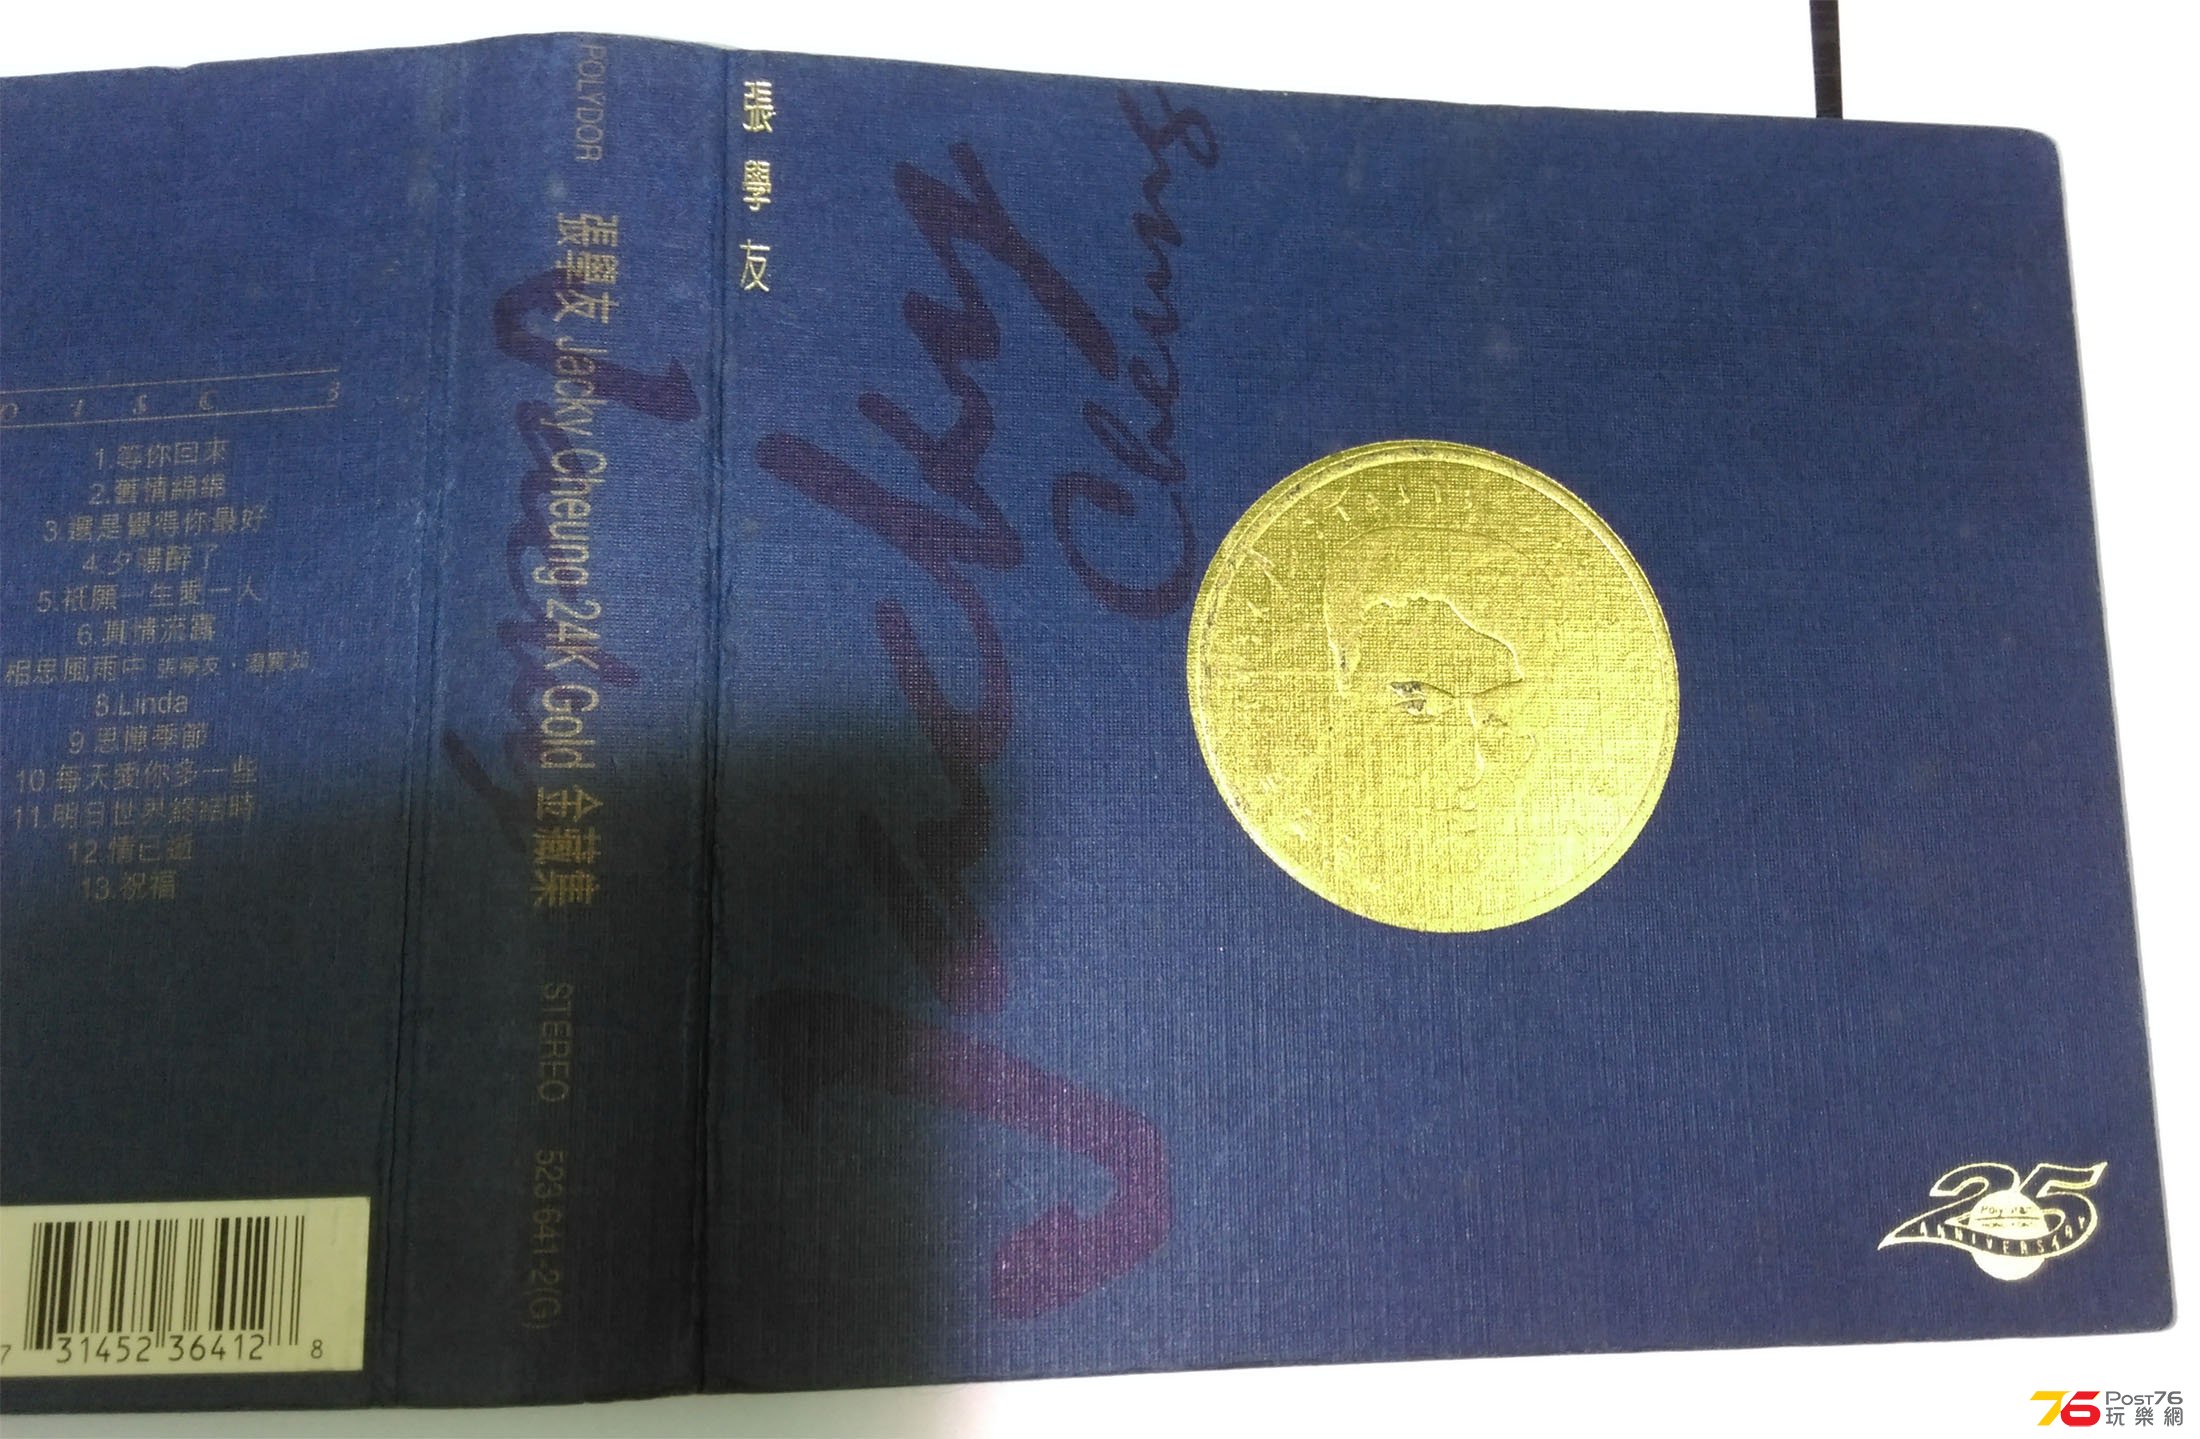 DISC 3
1.等你回來
2.舊情綿綿
3.還是覺得你最好
4.夕陽醉了
5.祇願一生愛一人
6.真情流露
相思風雨中 張學友，湯寶如
8.Linda
9.思憶季節
10.每天愛你多一些
11.明日世界終結時
12.情已逝
13.祝福
7 31452 36412 8
POLYDOR 張學友 Jackу Cheung 24K Gold 金藏集 STEREO 523 641-2(G)
張學友
Jacky
Cheung
25
ANNIVERSARY
76 POST76
玩樂網